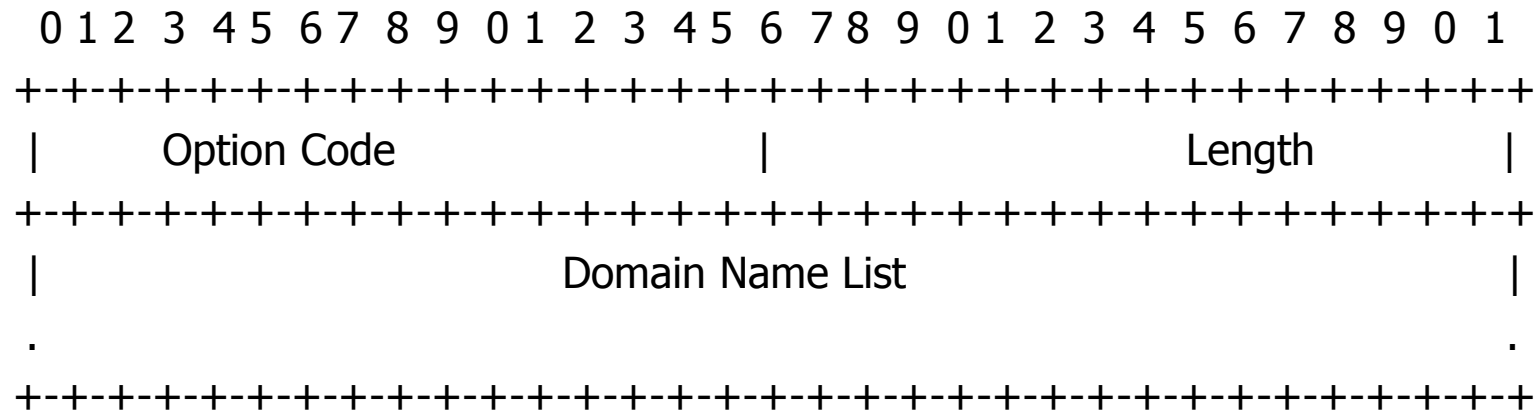 0 1 2 3 4 5 6 7 8 9 0 1 2 3 4 5 6 7 8 9 0 1 2 3 4 5 6 7 8 9 0 1
+-+-+-+-+-+-+-+-+-+-+-+-+-+-+-+-+-+-+-+-+-+-+-+-+-+-+-+-+-+-+-+-+
| Option Code | Length |
+-+-+-+-+-+-+-+-+-+-+-+-+-+-+-+-+-+-+-+-+-+-+-+-+-+-+-+-+-+-+-+-+
| Domain Name List |
. .
+-+-+-+-+-+-+-+-+-+-+-+-+-+-+-+-+-+-+-+-+-+-+-+-+-+-+-+-+-+-+-+-+